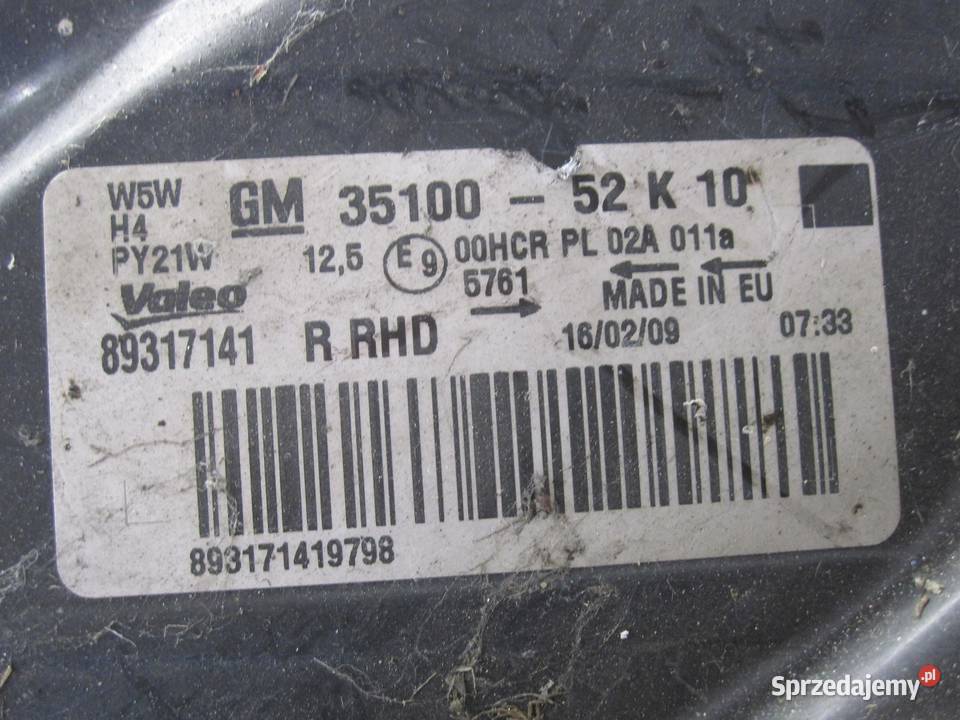 W5W GM 35100 - 52 K 10
H4
PY21W 12,5 E9 00HCR PL 02A 011a
Valeo 5761 MADE IN EU
89317141 R RHD 16/02/09 07:33
893171419798
Sprzedajemy.pl